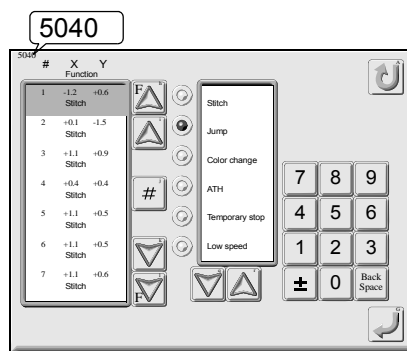 5040
5040
# X Y
Function
1 -1.2 +0.6
Stitch
2 +0.1 -1.5
Stitch
3 +1.1 +0.9
Stitch
4 +0.4 +0.4
Stitch
5 +1.1 +0.5
Stitch
6 +1.1 +0.5
Stitch
7 +1.1 +0.6
Stitch
F
#
F
Stitch
Jump
Color change
ATH
Temporary stop
Low speed
7 8 9
4 5 6
1 2 3
± 0 Back Space
A
G